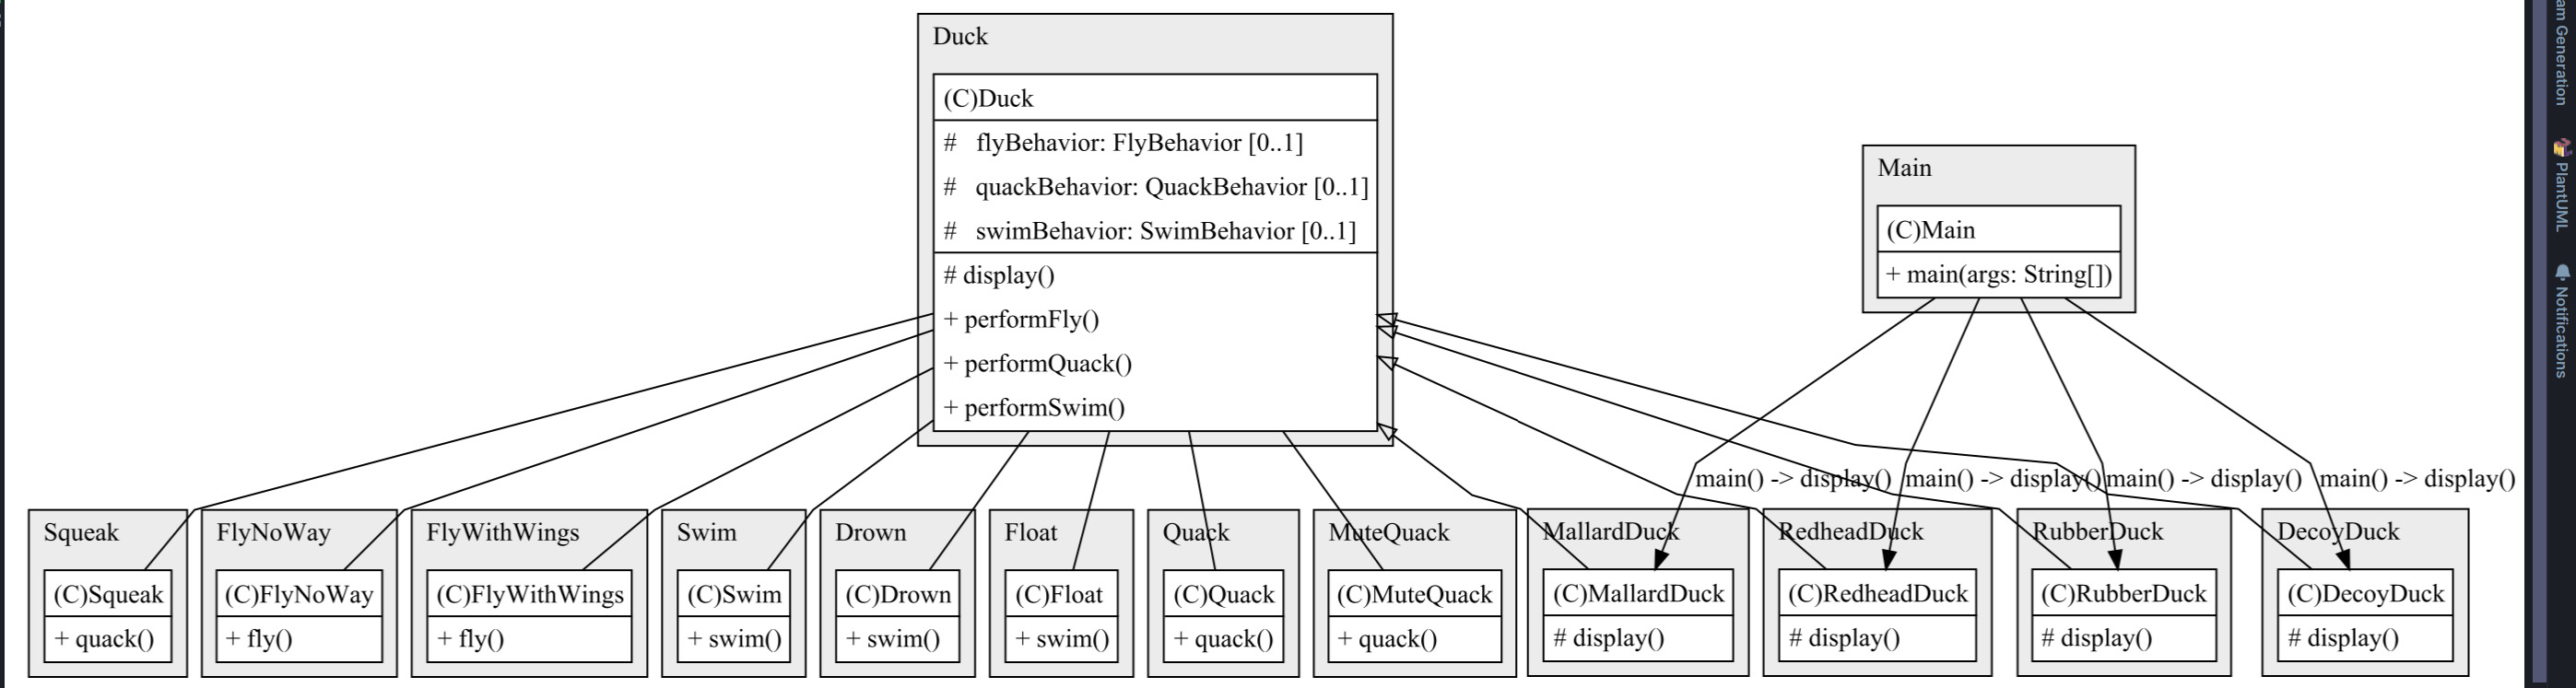 Duck
(C)Duck
# flyBehavior: FlyBehavior [0..1]
# quackBehavior: QuackBehavior [0..1]
# swimBehavior: SwimBehavior [0..1]
# display()
+ performFly()
+ performQuack()
+ performSwim()
Main
(C)Main
+ main(args: String[])
main() -> display()
main() -> display()
main() -> display()
main() -> display()
Squeak
(C)Squeak
+ quack()
FlyNoWay
(C)FlyNoWay
+ fly()
FlyWithWings
(C)FlyWithWings
+ fly()
Swim
(C)Swim
+ swim()
Drown
(C)Drown
+ swim()
Float
(C)Float
+ swim()
Quack
(C)Quack
+ quack()
MuteQuack
(C)MuteQuack
+ quack()
MallardDuck
(C)MallardDuck
# display()
RedheadDuck
(C)RedheadDuck
# display()
RubberDuck
(C)RubberDuck
# display()
DecoyDuck
(C)DecoyDuck
# display()
am Generation
PlantUML
Notifications